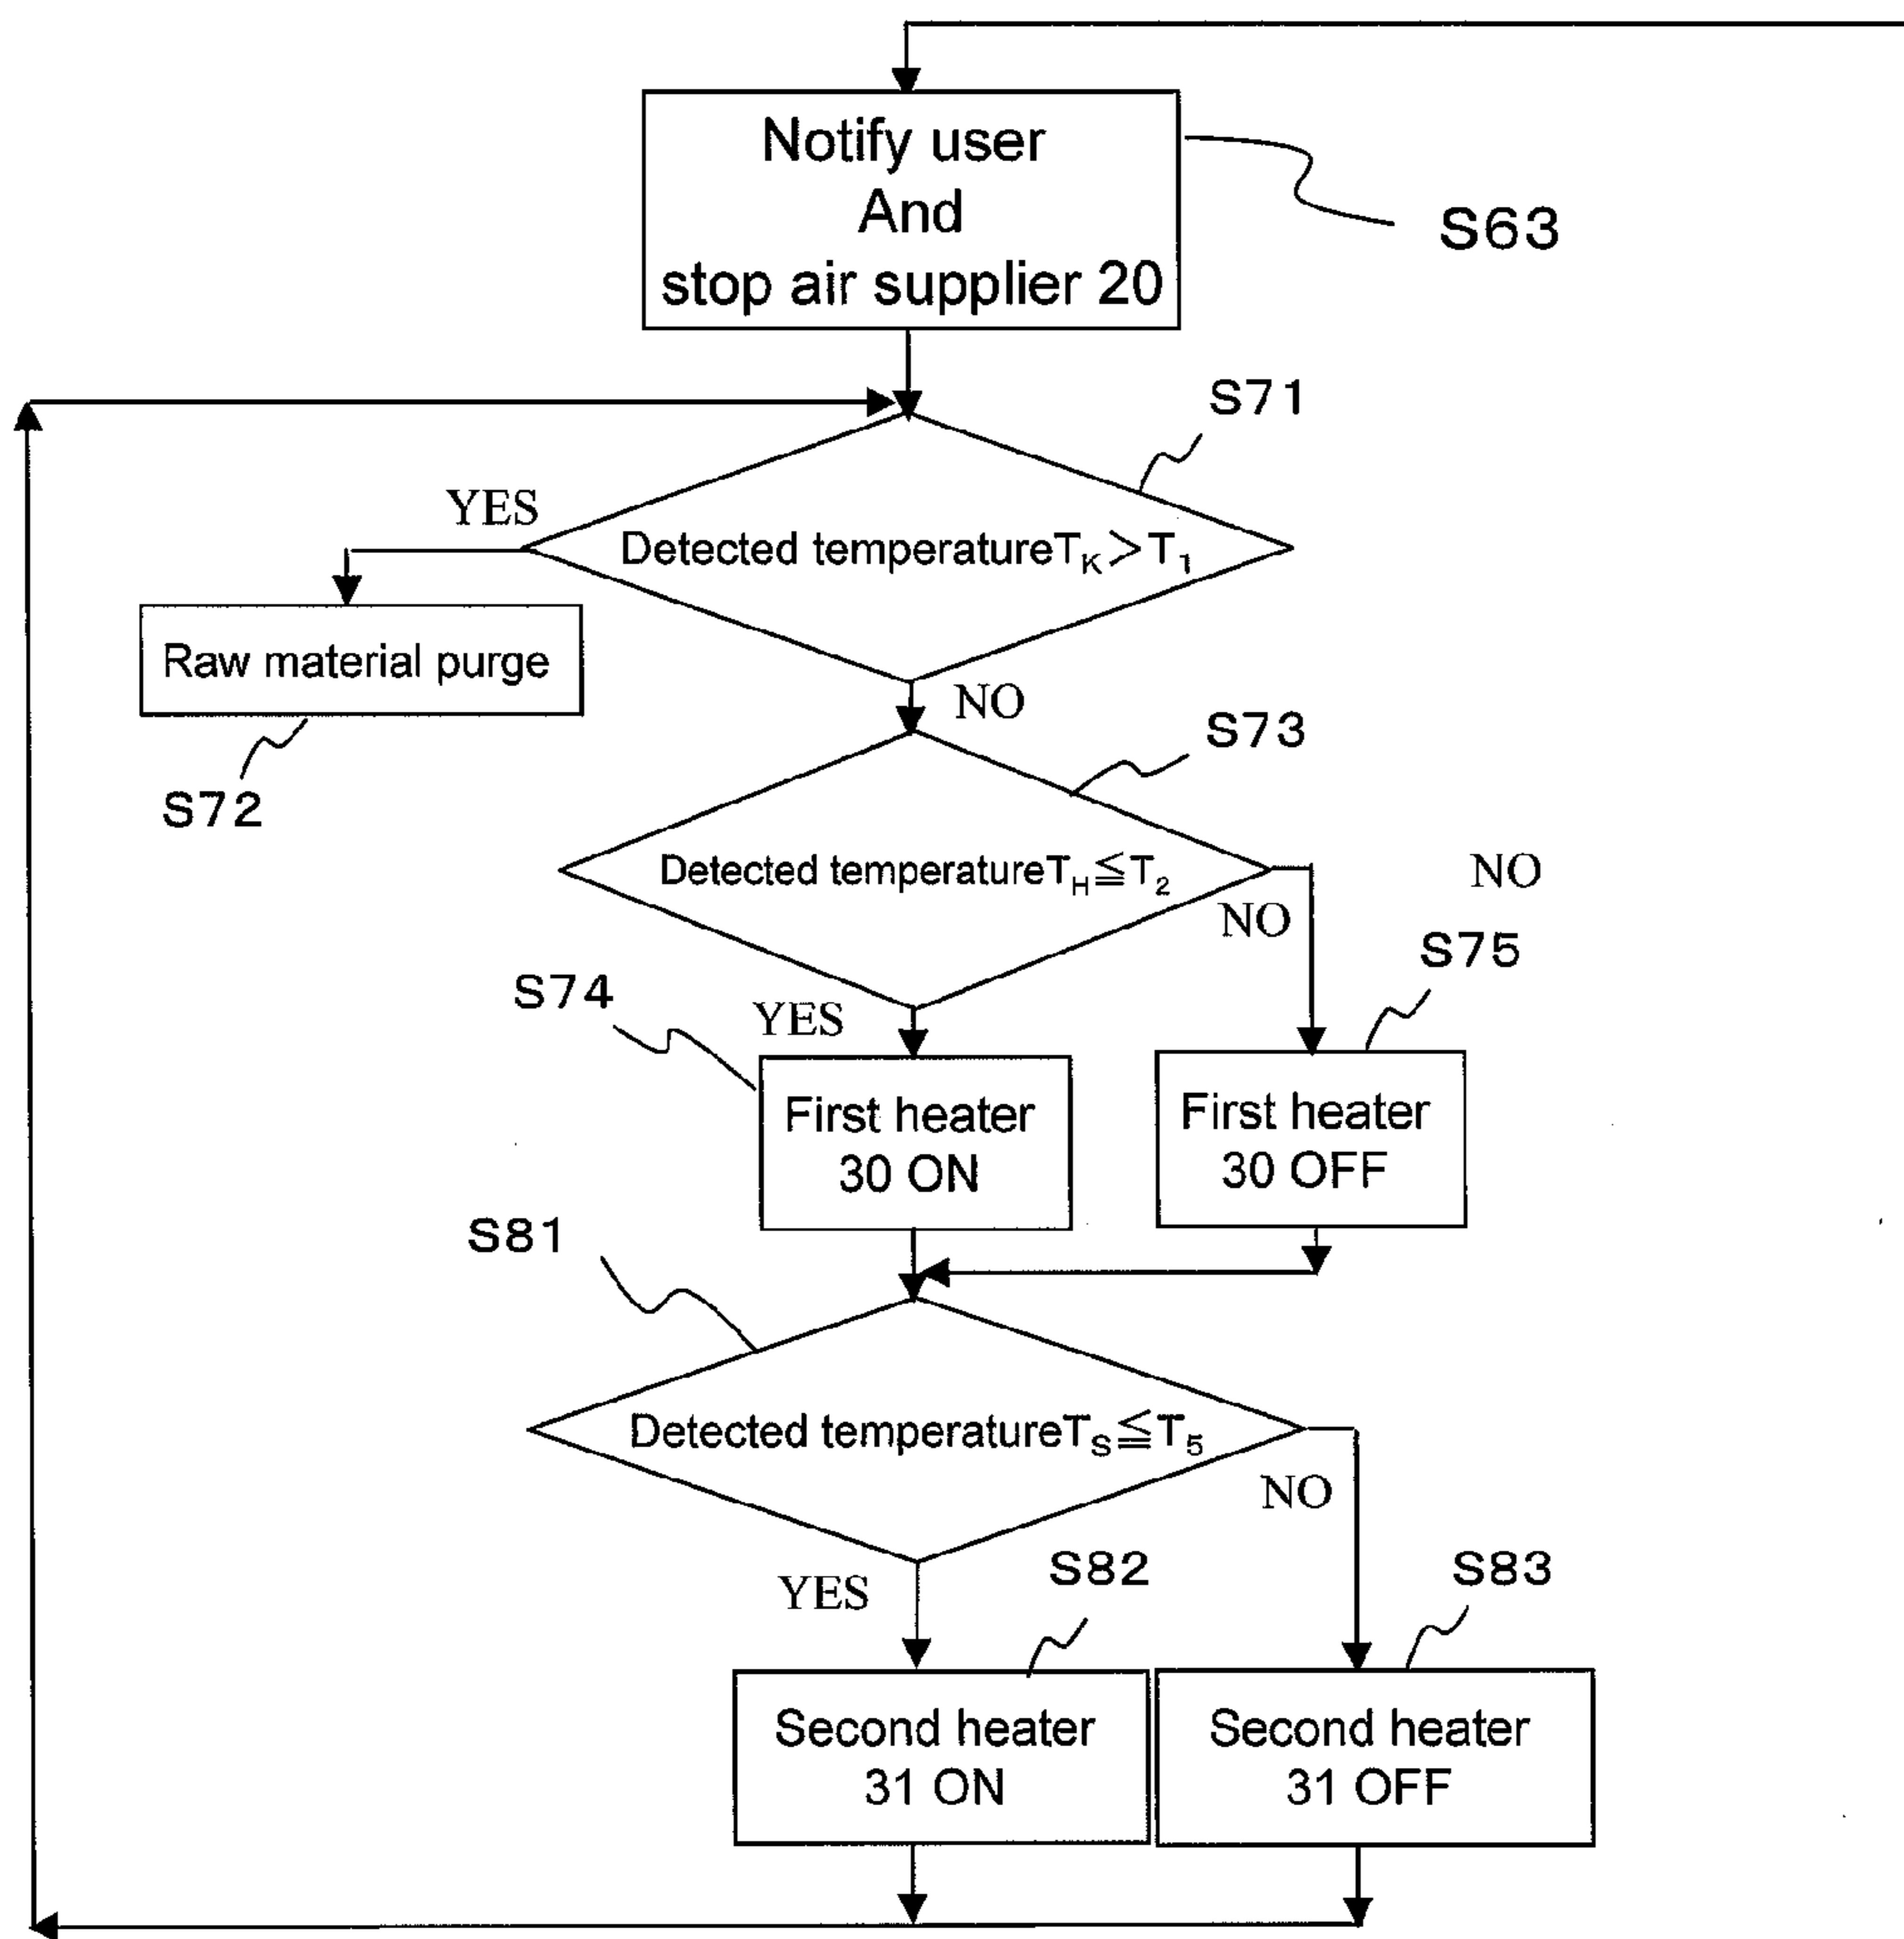 Notify user
And
stop air supplier 20
S63
S71
YES
Detected temperatureT_K＞T_1
Raw material purge
NO
S72
S73
Detected temperatureT_H≦T_2
NO
NO
S75
S74
YES
First heater
30 ON
First heater
30 OFF
S81
Detected temperatureT_S≦T_5
NO
YES
S82
S83
Second heater
31 ON
Second heater
31 OFF